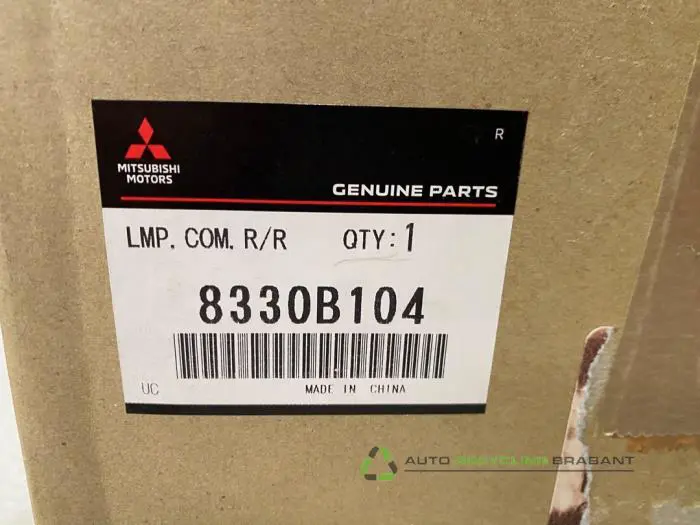 R
MITSUBISHI
MOTORS
GENUINE PARTS
LMP, COM, R/R QTY: 1
8330B104
UC MADE IN CHINA
AUTO RECYCLING BRABANT